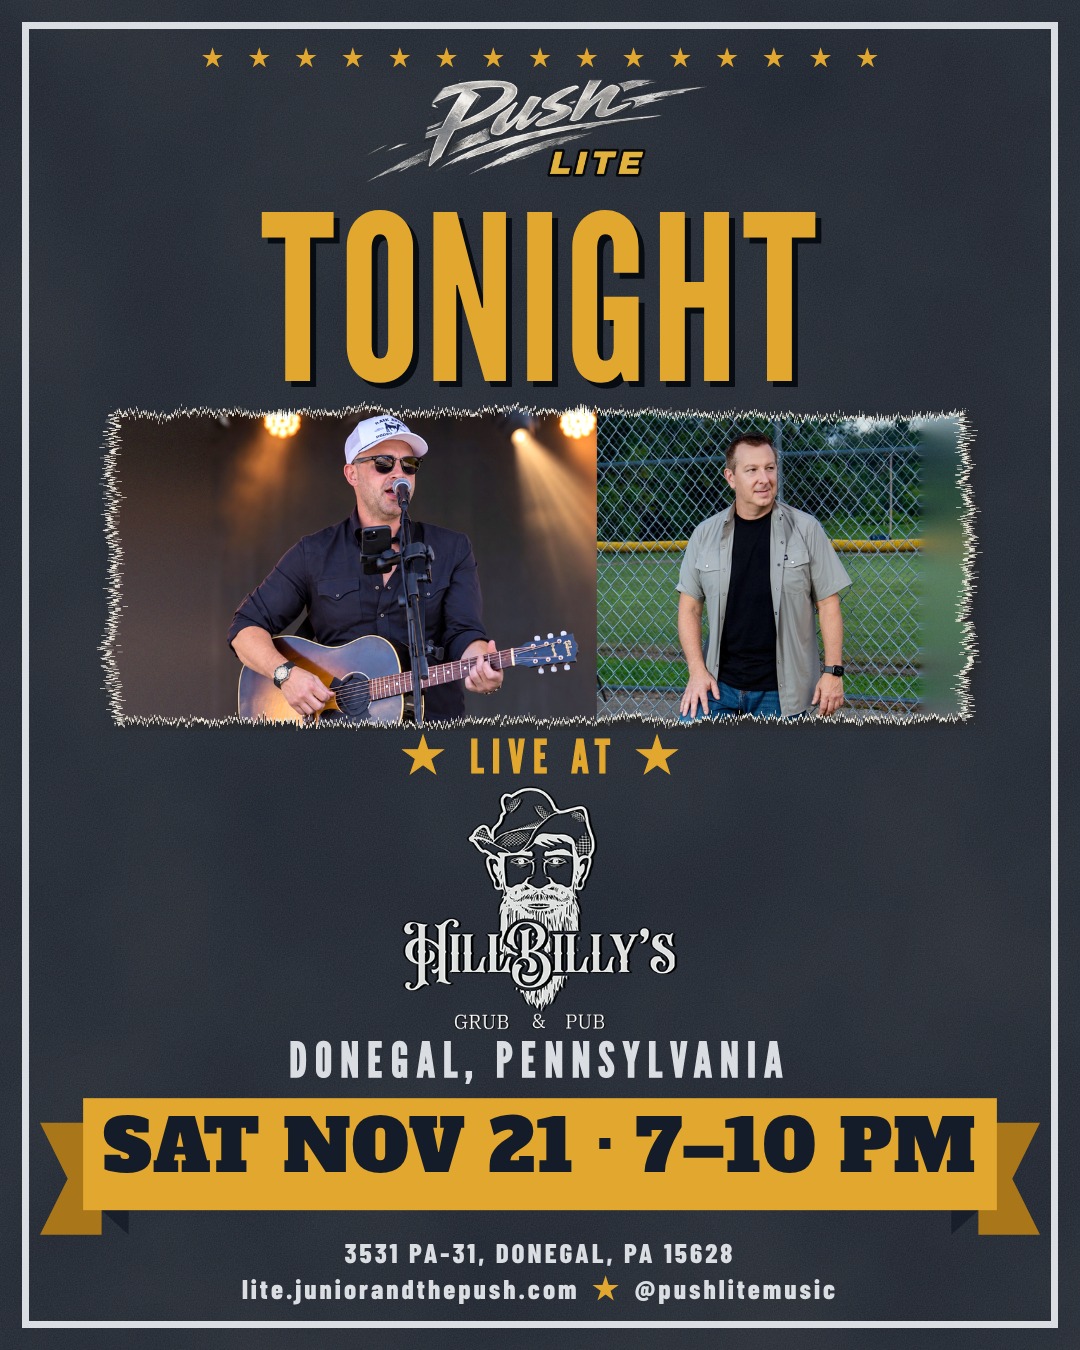 Push
LITE
TONIGHT
LIVE AT
HILLBILLY'S
GRUB & PUB
DONEGAL, PENNSYLVANIA
SAT NOV 21 · 7–10 PM
3531 PA-31, DONEGAL, PA 15628
lite.juniorandthepush.com ★ @pushlitemusic